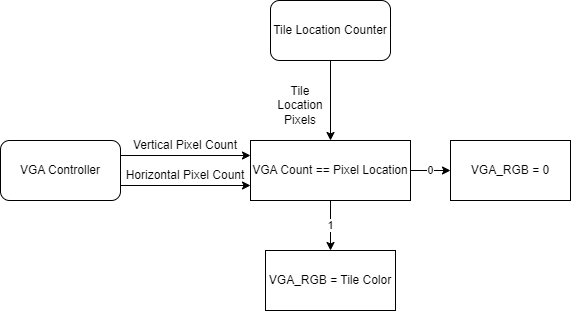 Tile Location Counter
Tile
Location
Pixels
Vertical Pixel Count
VGA Controller
Horizontal Pixel Count
VGA Count == Pixel Location
0
VGA_RGB = 0
1
VGA_RGB = Tile Color